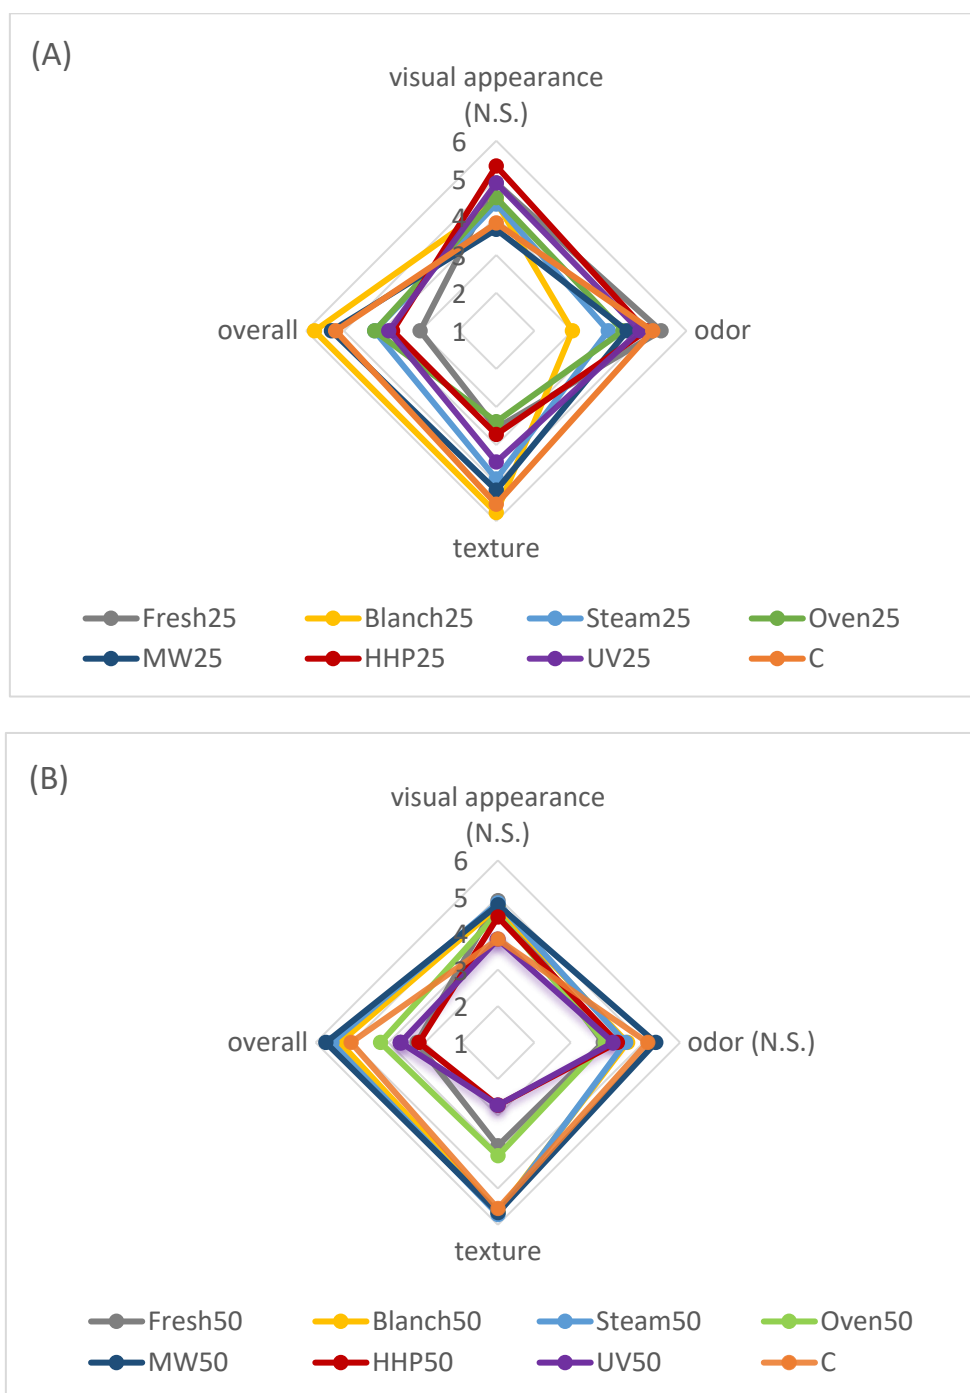 (A)
visual appearance
(N.S.)
6
5
4
3
2
1
overall
odor
texture
Fresh25 Blanch25 Steam25 Oven25
MW25 HHP25 UV25 C
(B)
visual appearance
(N.S.)
6
5
4
3
2
1
overall
odor (N.S.)
texture
Fresh50 Blanch50 Steam50 Oven50
MW50 HHP50 UV50 C